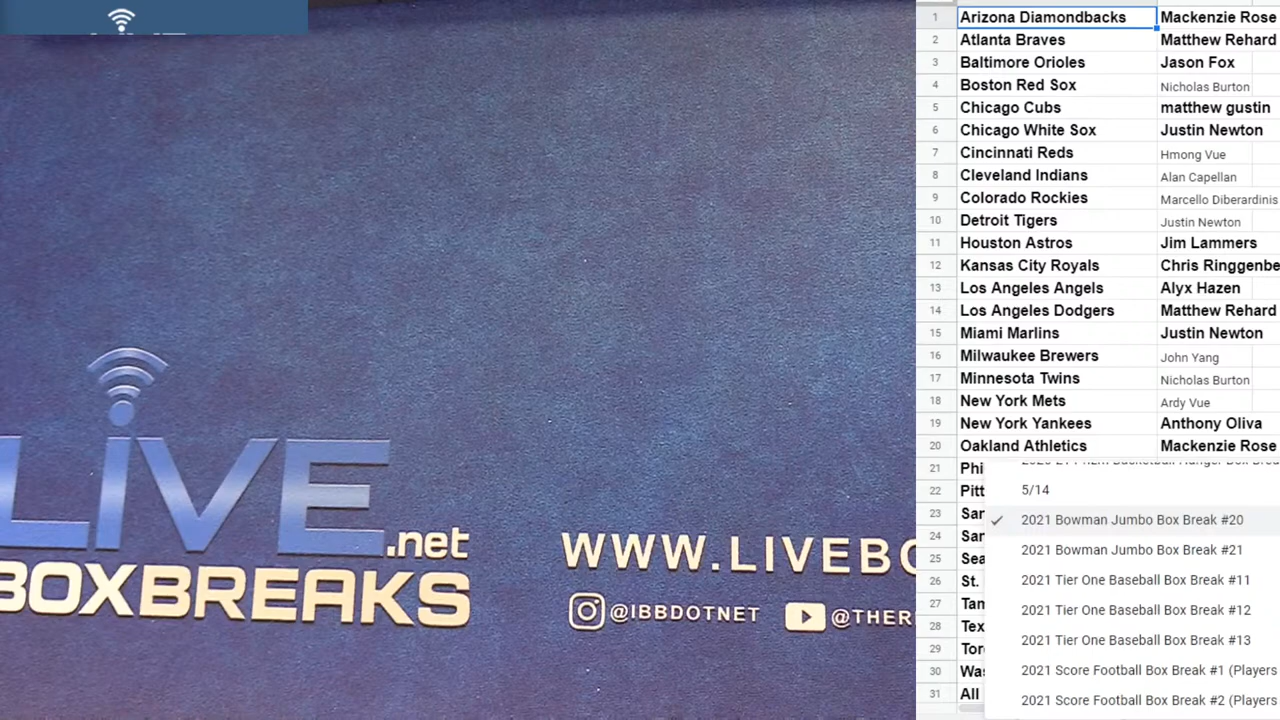 LIVE
.net
BOXBREAKS
WWW.LIVEBO
@IBBDOTNET @THER
1 Arizona Diamondbacks Mackenzie Rose
2 Atlanta Braves Matthew Rehard
3 Baltimore Orioles Jason Fox
4 Boston Red Sox Nicholas Burton
5 Chicago Cubs matthew gustin
6 Chicago White Sox Justin Newton
7 Cincinnati Reds Hmong Vue
8 Cleveland Indians Alan Capellan
9 Colorado Rockies Marcello Diberardinis
10 Detroit Tigers Justin Newton
11 Houston Astros Jim Lammers
12 Kansas City Royals Chris Ringgenbe
13 Los Angeles Angels Alyx Hazen
14 Los Angeles Dodgers Matthew Rehard
15 Miami Marlins Justin Newton
16 Milwaukee Brewers John Yang
17 Minnesota Twins Nicholas Burton
18 New York Mets Ardy Vue
19 New York Yankees Anthony Oliva
20 Oakland Athletics Mackenzie Rose
21 Phi
22 Pitt
23 San
24 San
25 Sea
26 St.
27 Tam
28 Tex
29 Toro
30 Was
31 All
5/14
2021 Bowman Jumbo Box Break #20
2021 Bowman Jumbo Box Break #21
2021 Tier One Baseball Box Break #11
2021 Tier One Baseball Box Break #12
2021 Tier One Baseball Box Break #13
2021 Score Football Box Break #1 (Players
2021 Score Football Box Break #2 (Players